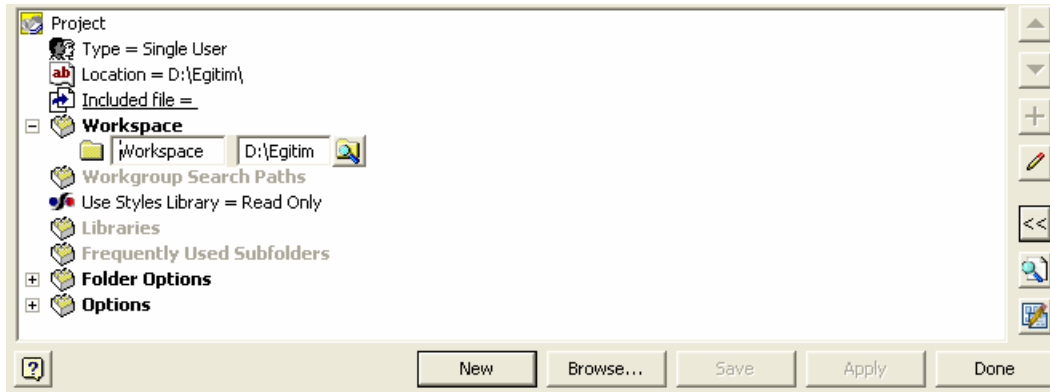 Project
Type = Single User
Location = D:\Egitim\
Included file =
Workspace
Workspace D:\Egitim
Workgroup Search Paths
Use Styles Library = Read Only
Libraries
Frequently Used Subfolders
Folder Options
Options
<<
New Browse... Save Apply Done